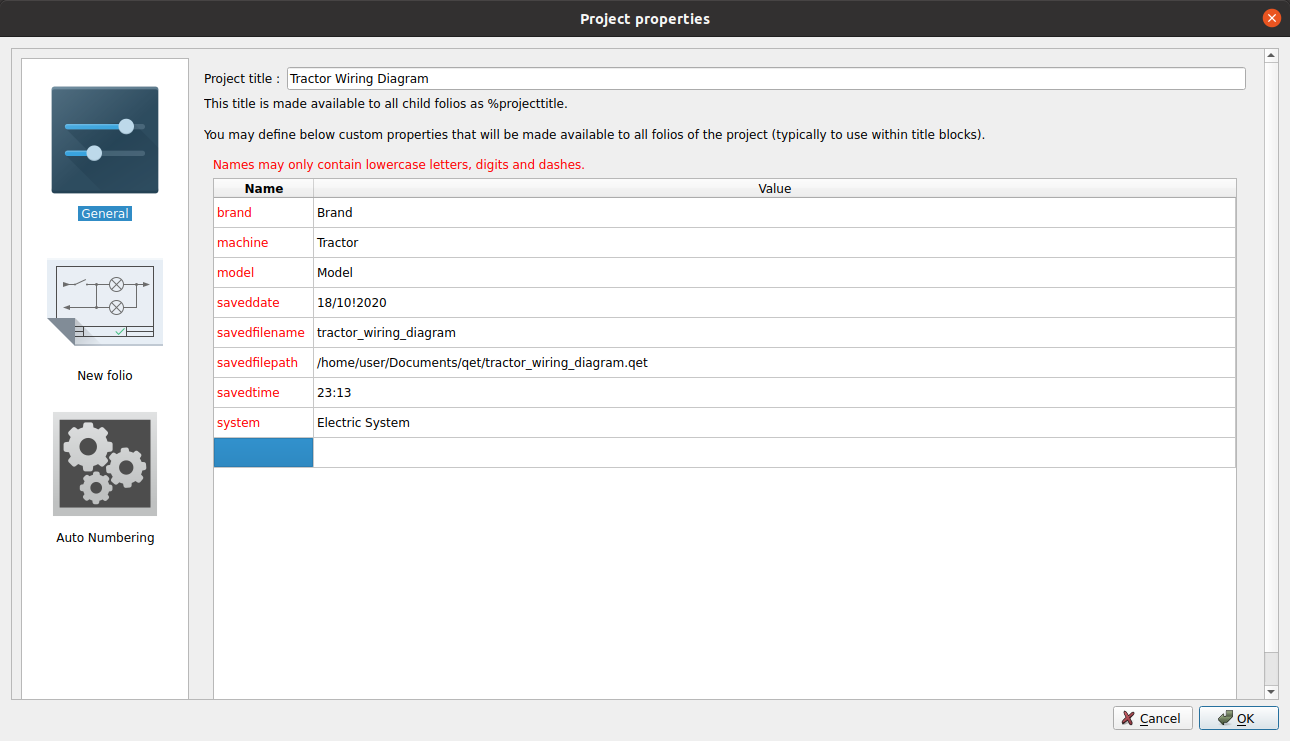 Project properties
General
New folio
Auto Numbering
Project title : Tractor Wiring Diagram
This title is made available to all child folios as %projecttitle.
You may define below custom properties that will be made available to all folios of the project (typically to use within title blocks).
Names may only contain lowercase letters, digits and dashes.
Name Value
brand Brand
machine Tractor
model Model
saveddate 18/10!2020
savedfilename tractor_wiring_diagram
savedfilepath /home/user/Documents/qet/tractor_wiring_diagram.qet
savedtime 23:13
system Electric System
Cancel OK